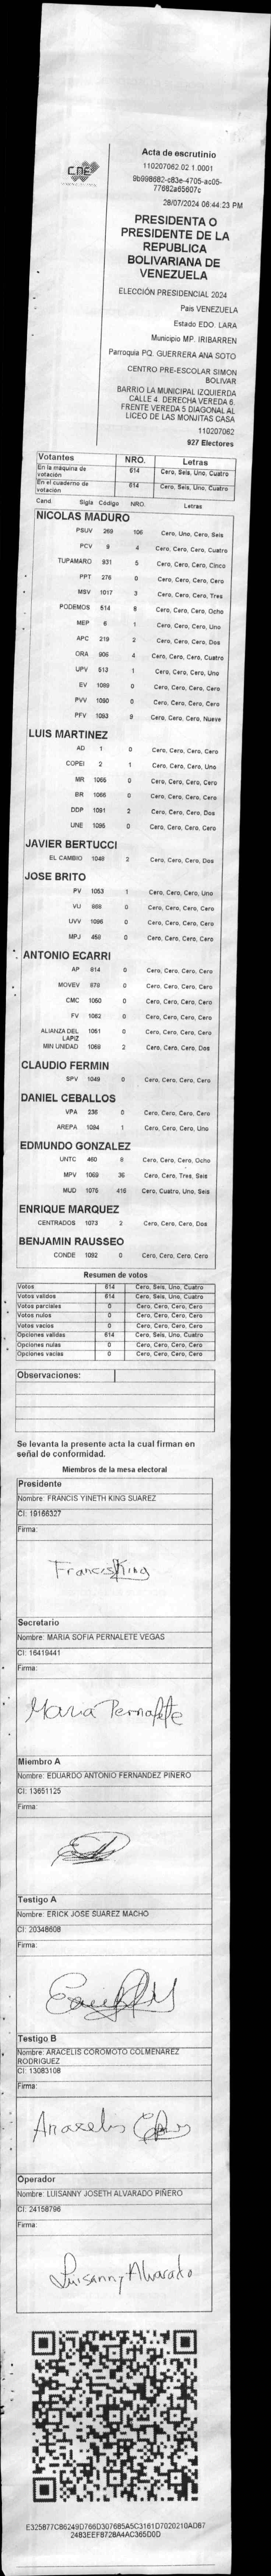 CNE
Acta de escrutinio
110207062.02.1.0001
9b998682-c83e-4705-ac05-
77682a65607c
28/07/2024 06:44:23 PM
PRESIDENTA O
PRESIDENTE DE LA
REPUBLICA
BOLIVARIANA DE
VENEZUELA
ELECCIÓN PRESIDENCIAL 2024
Pais VENEZUELA
Estado EDO. LARA
Municipio MP. IRIBARREN
Parroquia PQ. GUERRERA ANA SOTO
CENTRO PRE-ESCOLAR SIMON
BOLIVAR
BARRIO LA MUNICIPAL IZQUIERDA
CALLE 4. DERECHA VEREDA 6.
FRENTE VEREDA 5 DIAGONAL AL
LICEO DE LAS MONJITAS CASA
110207062
927 Electores
Votantes NRO. Letras
En la máquina de votación 614 Cero, Seis, Uno, Cuatro
En el cuaderno de votación 614 Cero, Seis, Uno, Cuatro
Cand. Sigla Código NRO. Letras
NICOLAS MADURO
PSUV 269 106 Cero, Uno, Cero, Seis
PCV 9 4 Cero, Cero, Cero, Cuatro
TUPAMARO 931 5 Cero, Cero, Cero, Cinco
PPT 276 0 Cero, Cero, Cero, Cero
MSV 1017 3 Cero, Cero, Cero, Tres
PODEMOS 514 8 Cero, Cero, Cero, Ocho
MEP 6 1 Cero, Cero, Cero, Uno
APC 219 2 Cero, Cero, Cero, Dos
ORA 906 4 Cero, Cero, Cero, Cuatro
UPV 513 1 Cero, Cero, Cero, Uno
EV 1089 0 Cero, Cero, Cero, Cero
PVV 1090 0 Cero, Cero, Cero, Cero
PFV 1093 9 Cero, Cero, Cero, Nueve
LUIS MARTINEZ
AD 1 0 Cero, Cero, Cero, Cero
COPEI 2 1 Cero, Cero, Cero, Uno
MR 1065 0 Cero, Cero, Cero, Cero
BR 1066 0 Cero, Cero, Cero, Cero
DDP 1091 2 Cero, Cero, Cero, Dos
UNE 1095 0 Cero, Cero, Cero, Cero
JAVIER BERTUCCI
EL CAMBIO 1048 2 Cero, Cero, Cero, Dos
JOSE BRITO
PV 1053 1 Cero, Cero, Cero, Uno
VU 868 0 Cero, Cero, Cero, Cero
UVV 1096 0 Cero, Cero, Cero, Cero
MPJ 458 0 Cero, Cero, Cero, Cero
ANTONIO ECARRI
AP 814 0 Cero, Cero, Cero, Cero
MOVEV 879 0 Cero, Cero, Cero, Cero
CMC 1050 0 Cero, Cero, Cero, Cero
FV 1062 0 Cero, Cero, Cero, Cero
ALIANZA DEL LAPIZ 1051 0 Cero, Cero, Cero, Cero
MIN UNIDAD 1068 2 Cero, Cero, Cero, Dos
CLAUDIO FERMIN
SPV 1049 0 Cero, Cero, Cero, Cero
DANIEL CEBALLOS
VPA 236 0 Cero, Cero, Cero, Cero
AREPA 1084 1 Cero, Cero, Cero, Uno
EDMUNDO GONZALEZ
UNTC 460 8 Cero, Cero, Cero, Ocho
MPV 1069 36 Cero, Cero, Tres, Seis
MUD 1075 416 Cero, Cuatro, Uno, Seis
ENRIQUE MARQUEZ
CENTRADOS 1073 2 Cero, Cero, Cero, Dos
BENJAMIN RAUSSEO
CONDE 1092 0 Cero, Cero, Cero, Cero
Resumen de votos
Votos 614 Cero, Seis, Uno, Cuatro
Votos validos 614 Cero, Seis, Uno, Cuatro
Votos parciales 0 Cero, Cero, Cero, Cero
Votos nulos 0 Cero, Cero, Cero, Cero
Votos vacios 0 Cero, Cero, Cero, Cero
Opciones validas 614 Cero, Seis, Uno, Cuatro
Opciones nulas 0 Cero, Cero, Cero, Cero
Opciones vacias 0 Cero, Cero, Cero, Cero
Observaciones:
Se levanta la presente acta la cual firman en
señal de conformidad.
Miembros de la mesa electoral
Presidente
Nombre: FRANCIS YINETH KING SUAREZ
CI: 19166327
Firma:
Francis King
Secretario
Nombre: MARIA SOFIA PERNALETE VEGAS
CI: 16419441
Firma:
Maria Pernalete
Miembro A
Nombre: EDUARDO ANTONIO FERNANDEZ PIÑERO
CI: 13651125
Firma:
Testigo A
Nombre: ERICK JOSE SUAREZ MACHO
CI: 20348608
Firma:
Testigo B
Nombre: ARACELIS COROMOTO COLMENAREZ
RODRIGUEZ
CI: 13083108
Firma:
Operador
Nombre: LUISANNY JOSETH ALVARADO PIÑERO
CI: 24158796
Firma:
Luisanny Alvarado
E325877C86249D766D307685A5C3161D7020210AD87
2483EEF8728A4AC365D0D